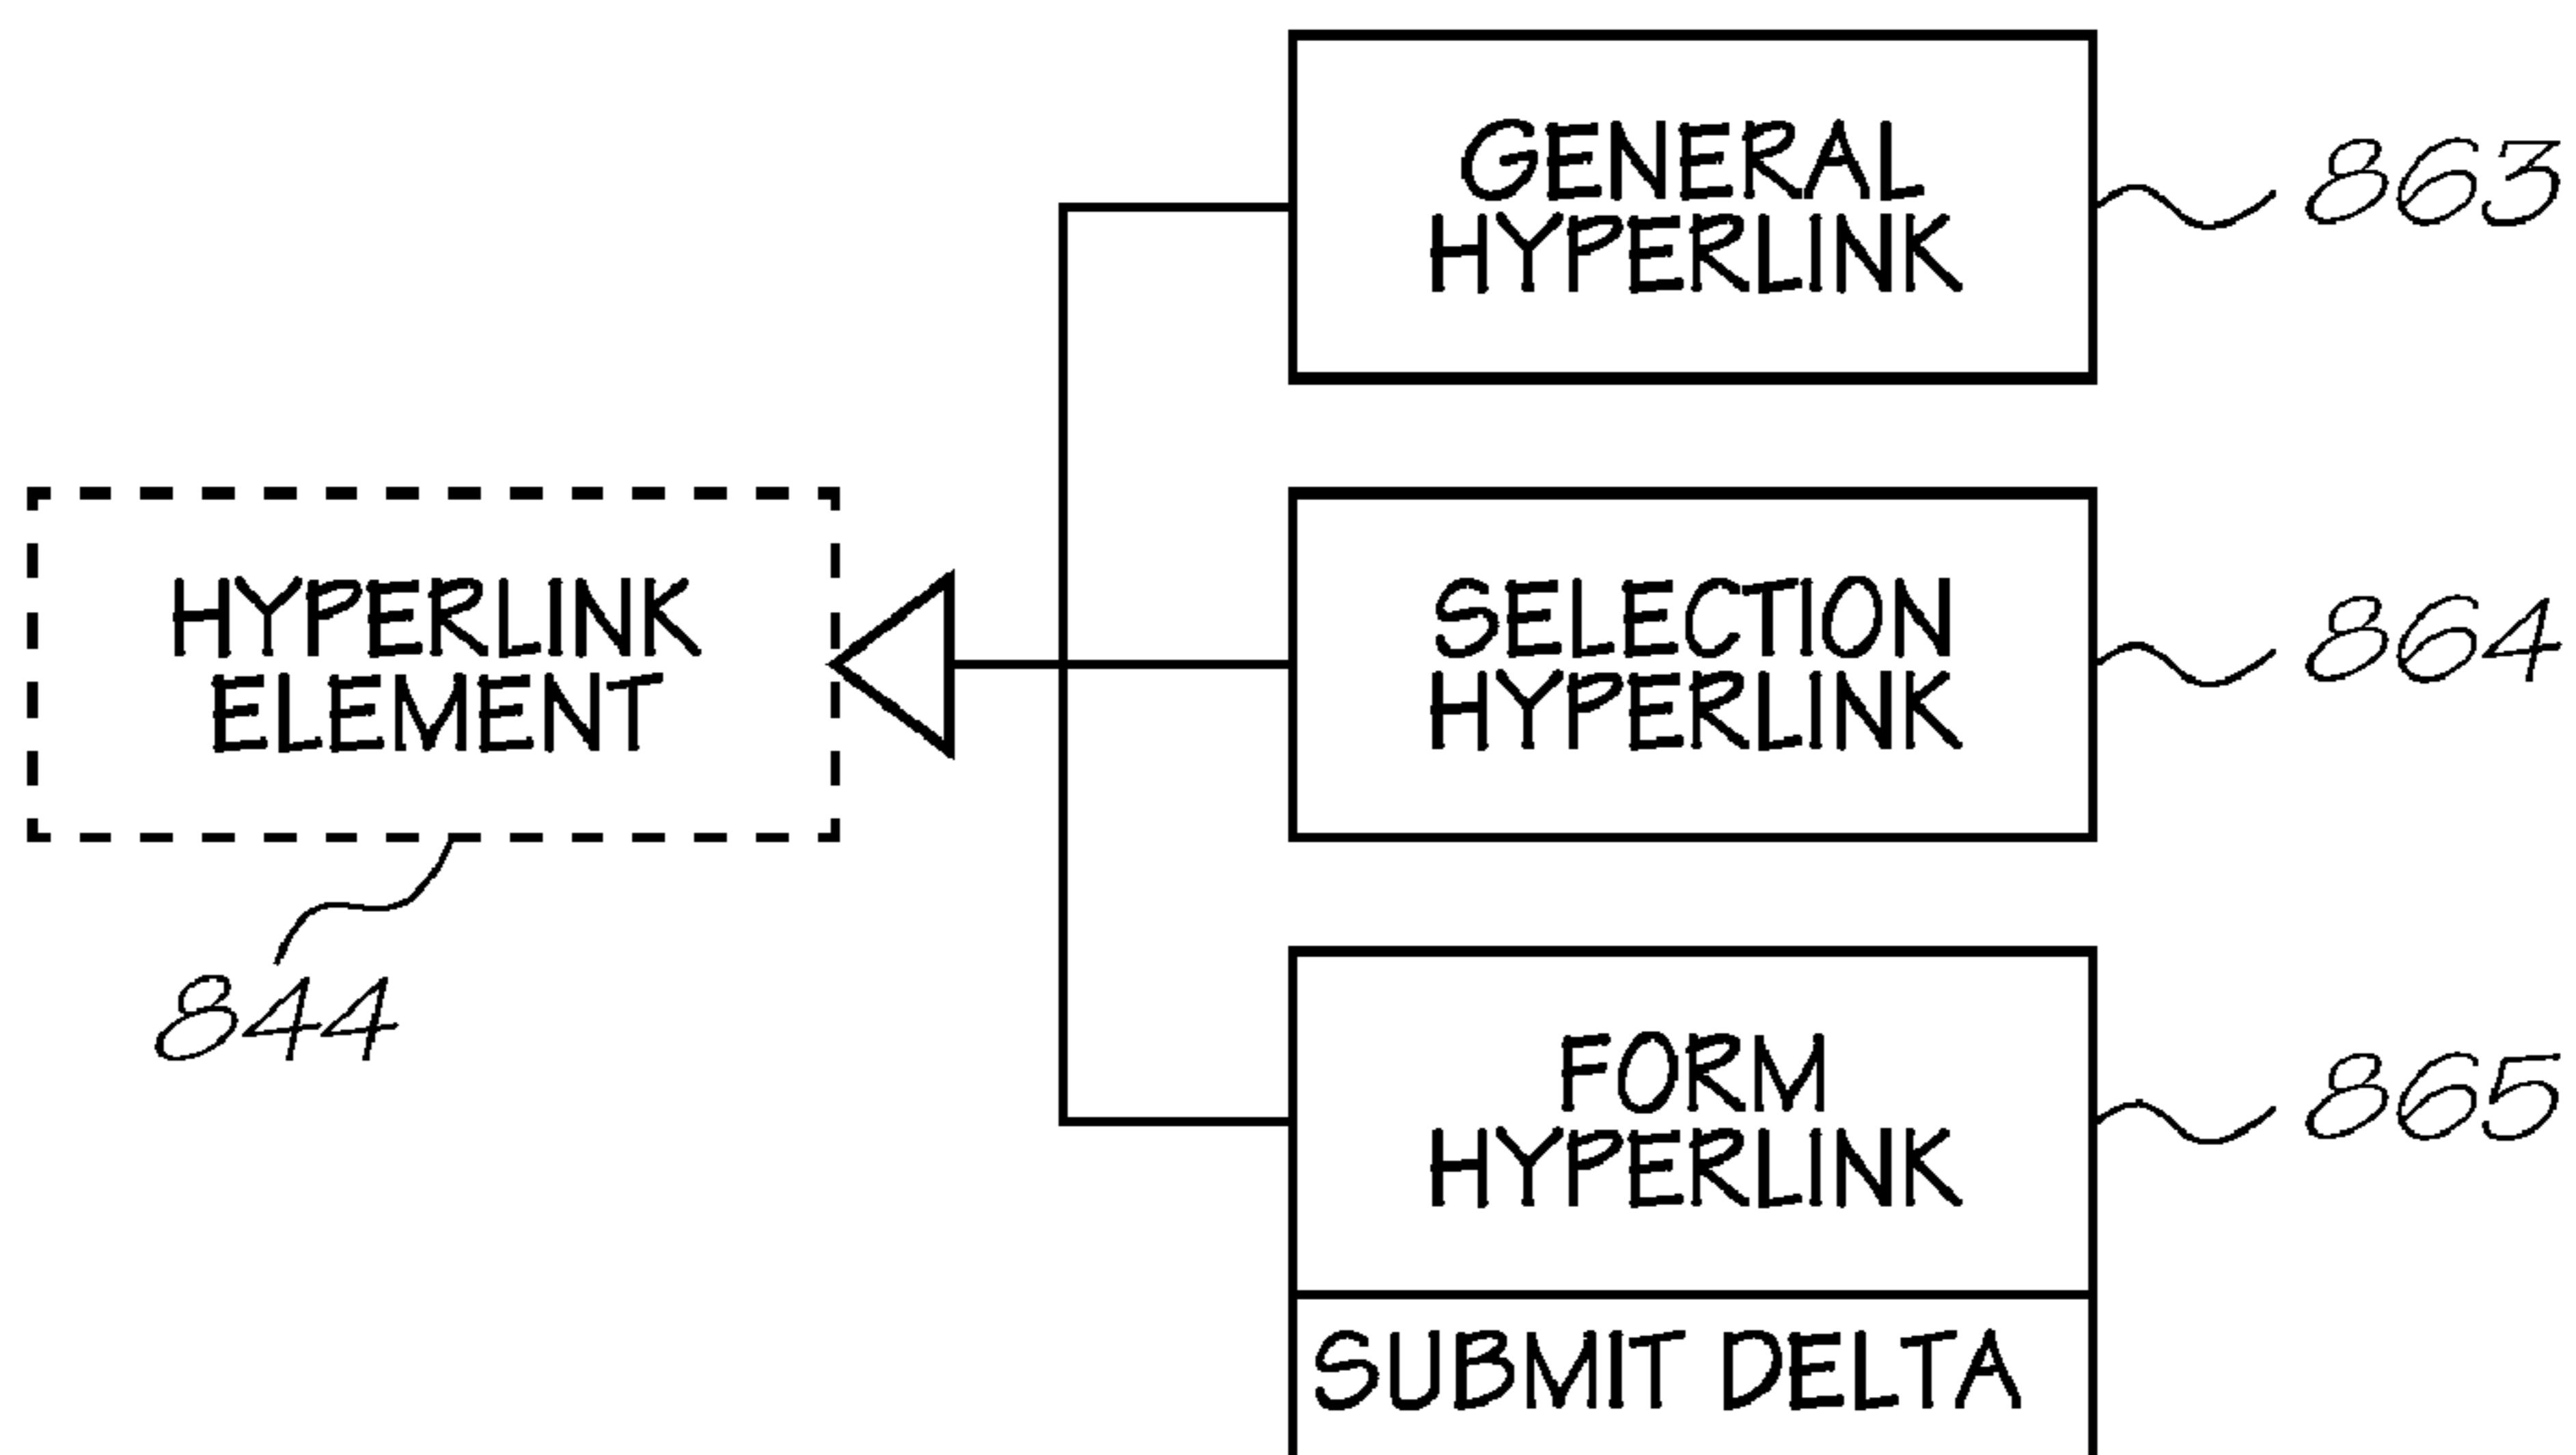 GENERAL
HYPERLINK
863
HYPERLINK
ELEMENT
844
SELECTION
HYPERLINK
864
FORM
HYPERLINK
865
SUBMIT DELTA